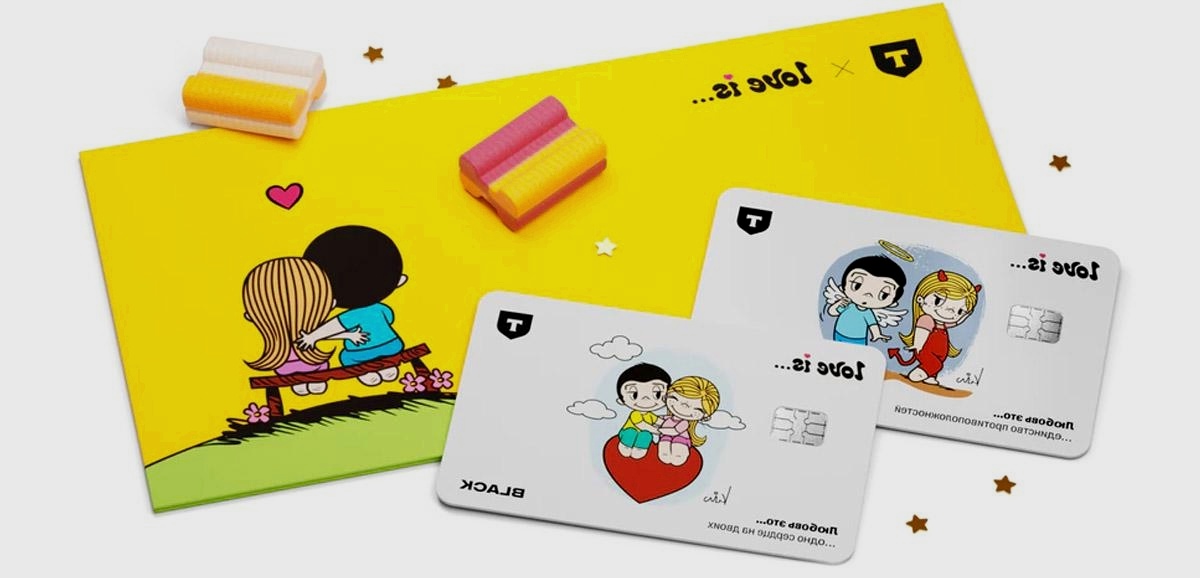 love is...
×
T
T
love is...
Любовь это...
...единство противоположностей
T
love is...
BLACK
Любовь это...
...одно сердце на двоих